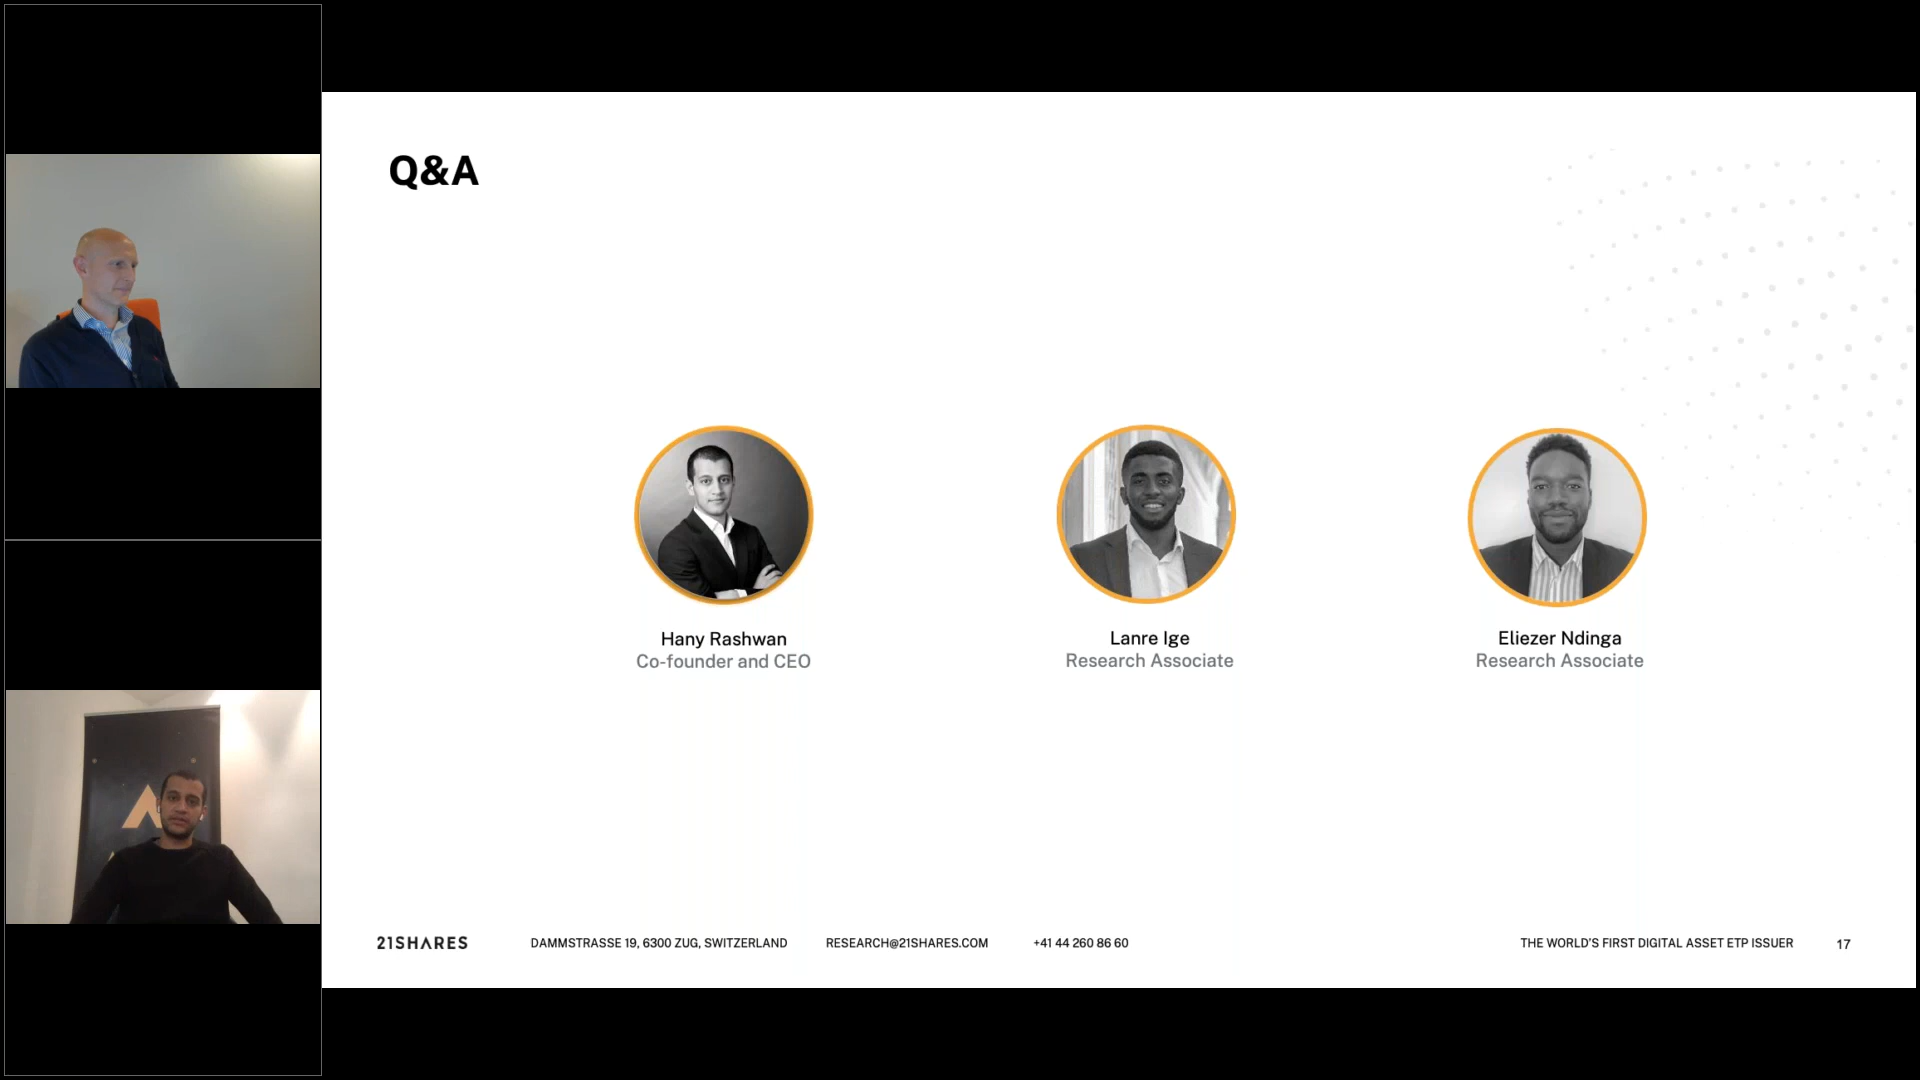 Q&A
Hany Rashwan
Co-founder and CEO
Lanre Ige
Research Associate
Eliezer Ndinga
Research Associate
21SHARES
DAMMSTRASSE 19, 6300 ZUG, SWITZERLAND
RESEARCH@21SHARES.COM
+41 44 260 86 60
THE WORLD'S FIRST DIGITAL ASSET ETP ISSUER
17